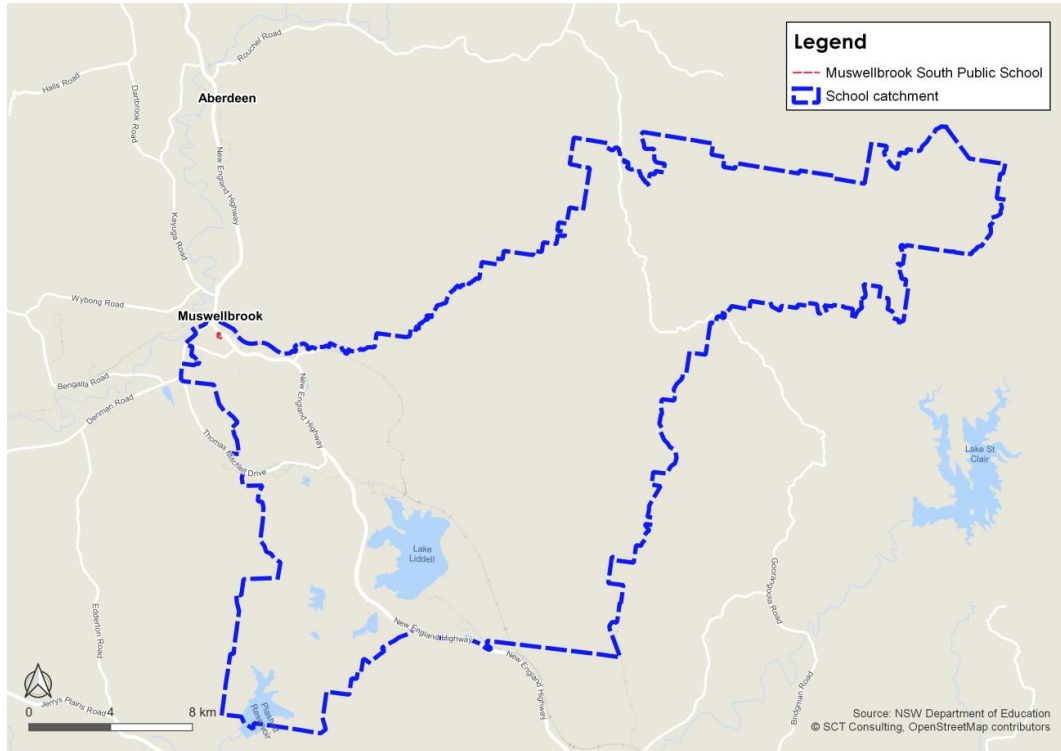 Legend
Muswellbrook South Public School
School catchment
Rouchel Road
Halls Road
Dartbrook Road
Aberdeen
New England Highway
Kayuga Road
Wybong Road
Muswellbrook
Bengalla Road
Denman Road
New England Highway
Thomas Mitchell Drive
Lake St
Clair
Lake
Liddell
Goorangoola Road
New England Highway
New England Highway
Edderton Road
Bridgman Road
Jerrys Plains Road
Plashett
Reservoir
0
4
8 km
Source: NSW Department of Education
© SCT Consulting, OpenStreetMap contributors